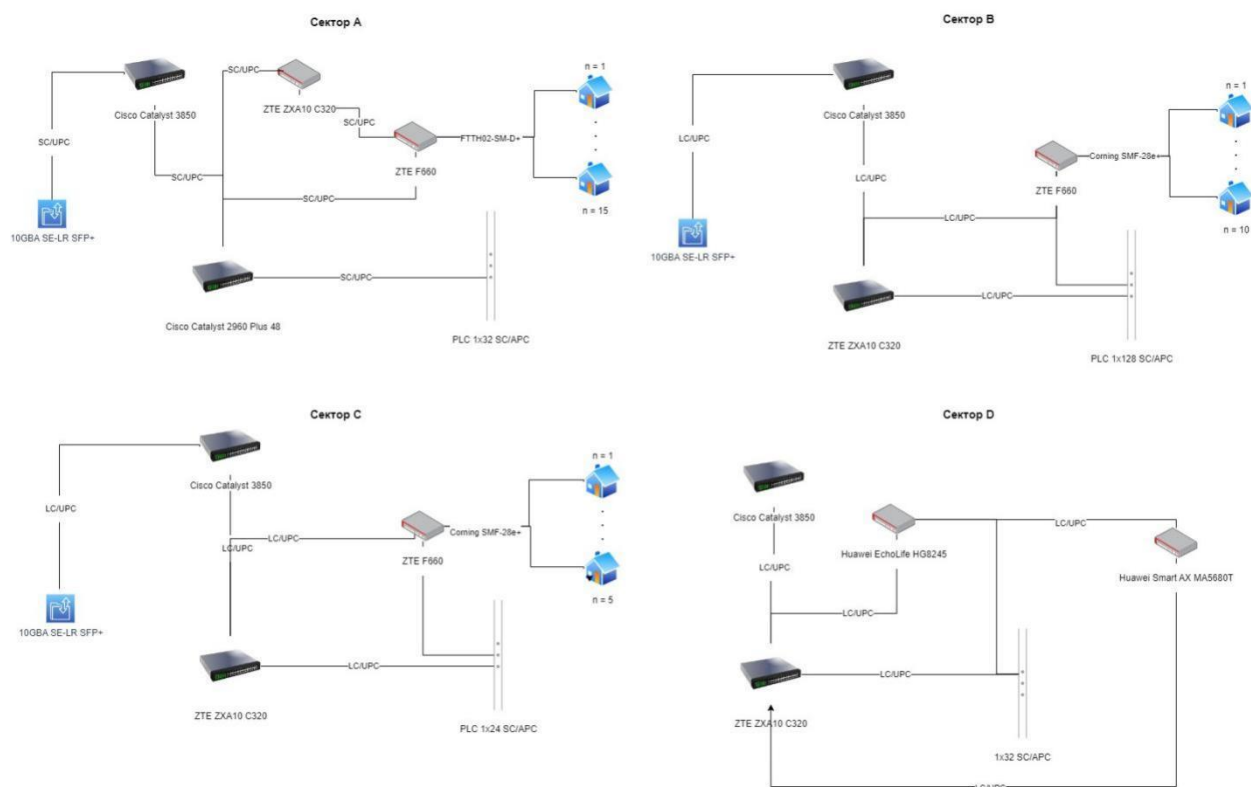 Сектор А
SC/UPC
n = 1
Cisco Catalyst 3850
ZTE ZXA10 C320
SC/UPC
SC/UPC
FTTH02-SM-D+
ZTE F660
SC/UPC
SC/UPC
n = 15
10GBA SE-LR SFP+
SC/UPC
Cisco Catalyst 2960 Plus 48
PLC 1x32 SC/APC
Сектор B
n = 1
Cisco Catalyst 3850
LC/UPC
Corning SMF-28e+
LC/UPC
ZTE F660
LC/UPC
n = 10
10GBA SE-LR SFP+
LC/UPC
ZTE ZXA10 C320
PLC 1x128 SC/APC
Сектор C
n = 1
Cisco Catalyst 3850
LC/UPC
Corning SMF-28e+
LC/UPC
LC/UPC
ZTE F660
n = 5
10GBA SE-LR SFP+
LC/UPC
ZTE ZXA10 C320
PLC 1x24 SC/APC
Сектор D
Cisco Catalyst 3850
LC/UPC
Huawei EchoLife HG8245
Huawei Smart AX MA5680T
LC/UPC
LC/UPC
LC/UPC
ZTE ZXA10 C320
1x32 SC/APC
LC/UPC